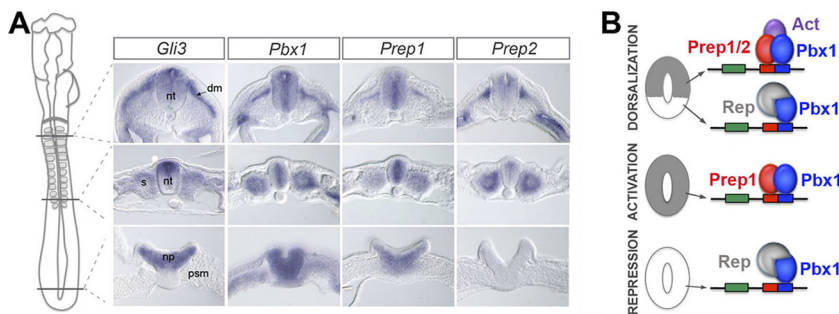 A
Gli3 Pbx1 Prep1 Prep2
nt
dm
s
nt
np
psm
B
DORSALIZATION
Act
Prep1/2
Pbx1
Rep
Pbx1
ACTIVATION
Prep1
Pbx1
REPRESSION
Rep
Pbx1